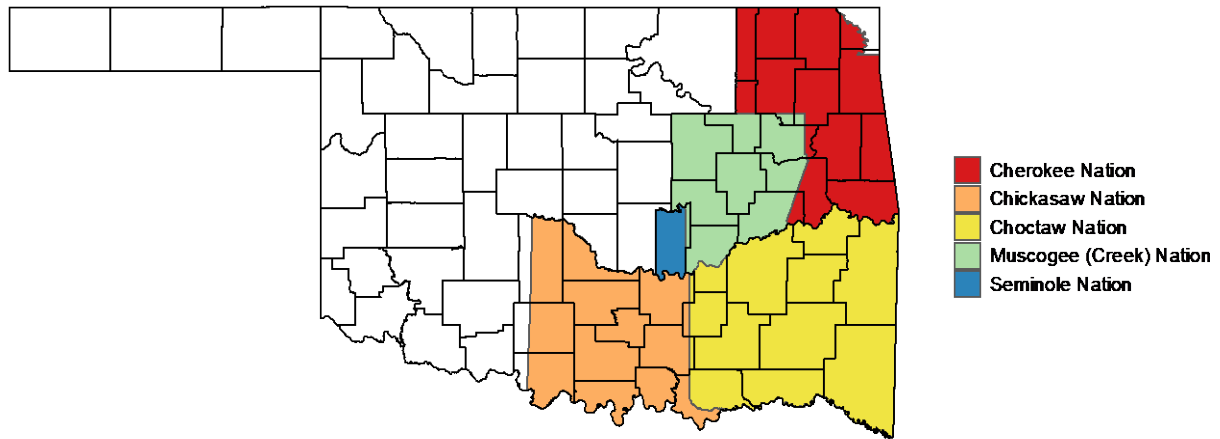 Cherokee Nation
Chickasaw Nation
Choctaw Nation
Muscogee (Creek) Nation
Seminole Nation